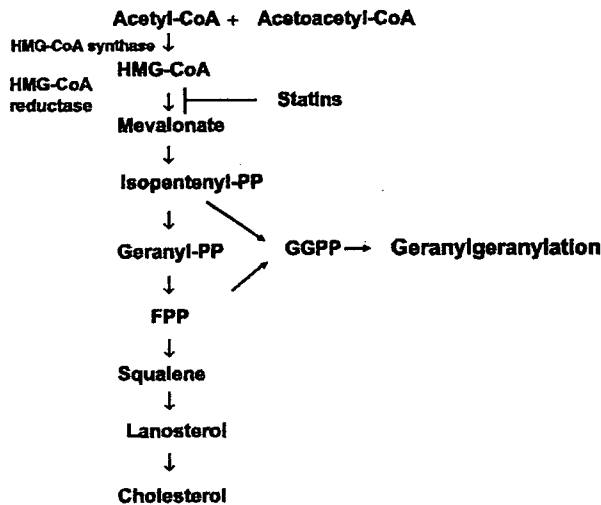 Acetyl-CoA + Acetoacetyl-CoA
HMG-CoA synthase ↓
HMG-CoA
HMG-CoA
reductase
↓
Statins
Mevalonate
↓
Isopentenyl-PP
↓
Geranyl-PP
GGPP → Geranylgeranylation
↓
FPP
↓
Squalene
↓
Lanosterol
↓
Cholesterol